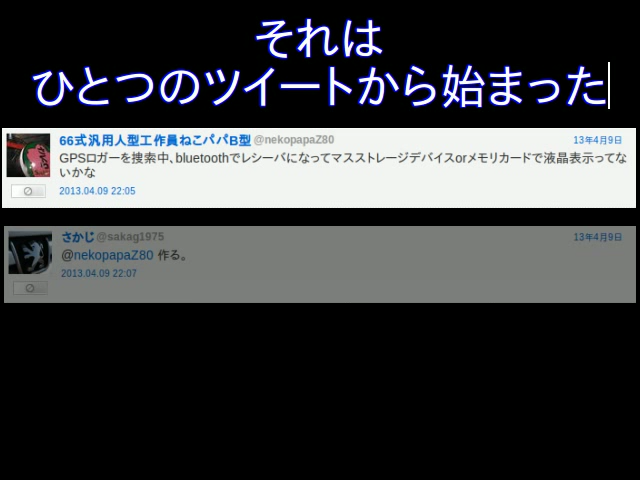 それは
ひとつのツイートから始まった
66式汎用人型工作員ねこパパB型 @nekopapaZ80 13年4月9日
GPSロガーを捜索中、bluetoothでレシーバになってマスストレージデバイスorメモリカードで液晶表示ってな
いかな
2013.04.09 22:05
さかじ @sakag1975 13年4月9日
@nekopapaZ80 作る。
2013.04.09 22:07